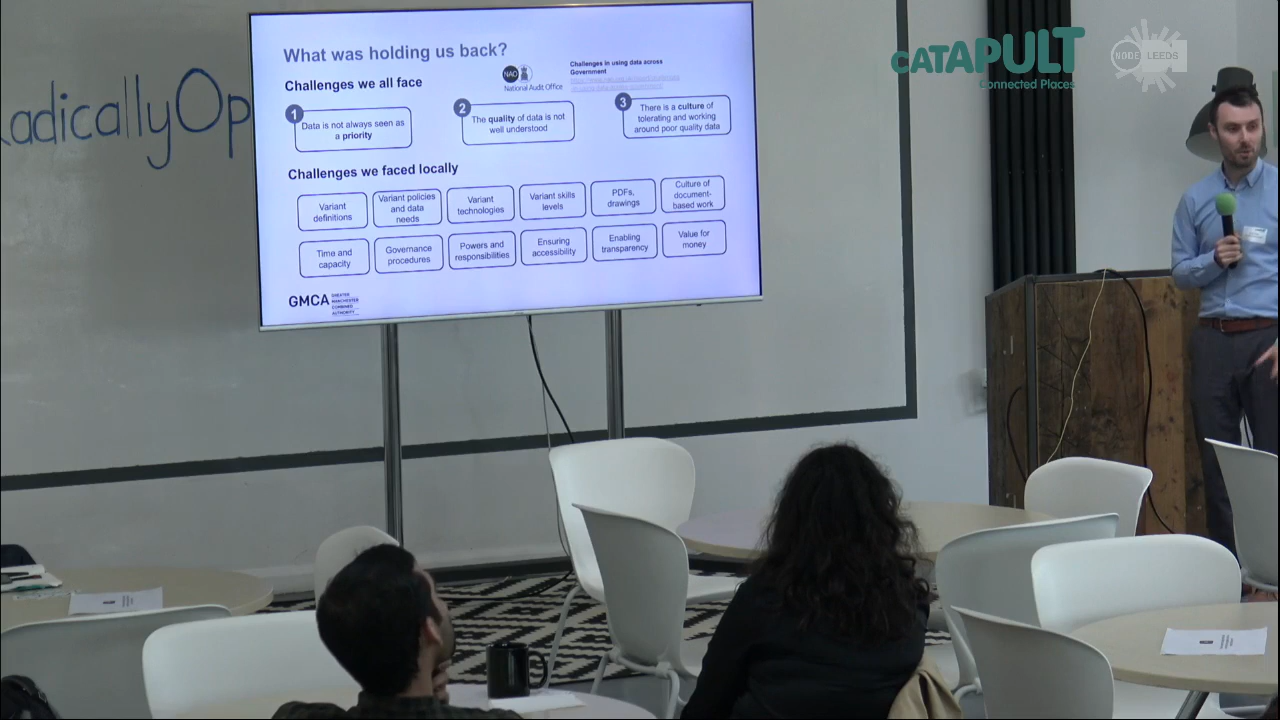 RadicallyOp
What was holding us back?
Challenges we all face
NAO
National Audit Office
Challenges in using data across
Government
1
Data is not always seen as
a priority
2
The quality of data is not
well understood
3
There is a culture of
tolerating and working
around poor quality data
Challenges we faced locally
Variant
definitions
Variant policies
and data
needs
Variant
technologies
Variant skills
levels
PDFs,
drawings
Culture of
document-
based work
Time and
capacity
Governance
procedures
Powers and
responsibilities
Ensuring
accessibility
Enabling
transparency
Value for
money
GMCA
GREATER
MANCHESTER
COMBINED
AUTHORITY
CATAPULT
Connected Places
NODE LEEDS